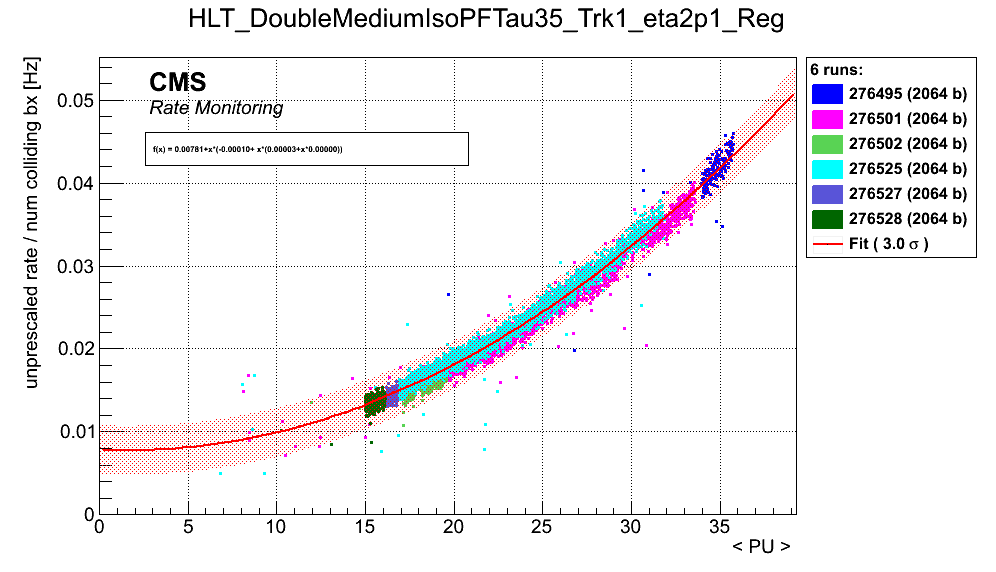 HLT_DoubleMediumIsoPFTau35_Trk1_eta2p1_Reg
unprescaled rate / num colliding bx [Hz]
CMS
Rate Monitoring
f(x) = 0.00781+x*(-0.00010+ x*(0.00003+x*0.00000))
0.05
0.04
0.03
0.02
0.01
0
0 5 10 15 20 25 30 35
< PU >
6 runs:
276495 (2064 b)
276501 (2064 b)
276502 (2064 b)
276525 (2064 b)
276527 (2064 b)
276528 (2064 b)
Fit ( 3.0 σ )